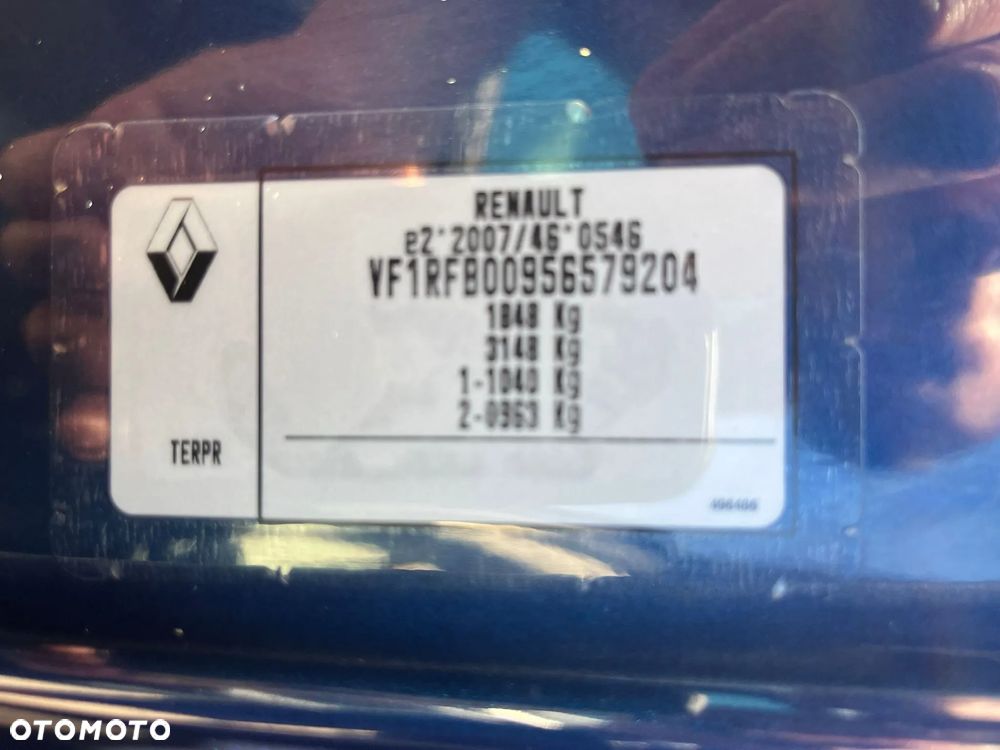 RENAULT
e2*2007/46*0546
VF1RFB00956579204
1848 Kg
3148 Kg
1-1040 Kg
2-0963 Kg
TERPR
OTOMOTO